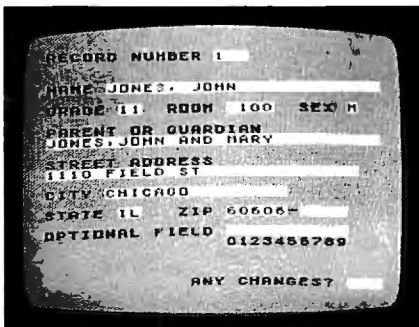 RECORD NUMBER 1
NAME JONES, JOHN
GRADE 11 ROOM 100 SEX M
PARENT OR GUARDIAN
JONES,JOHN AND MARY
STREET ADDRESS
1110 FIELD ST
CITY CHICAGO
STATE IL ZIP 60606-
OPTIONAL FIELD
0123456789
ANY CHANGES?